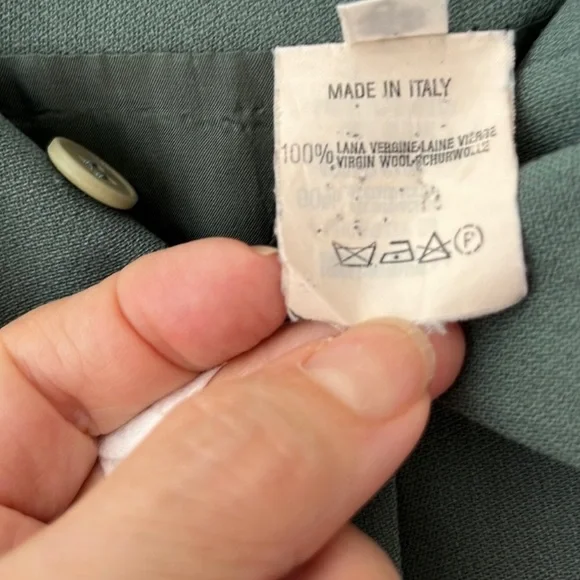 MADE IN ITALY
100% LANA VERGINE-LAINE VIERGE
VIRGIN WOOL-SCHURWOLLE
P